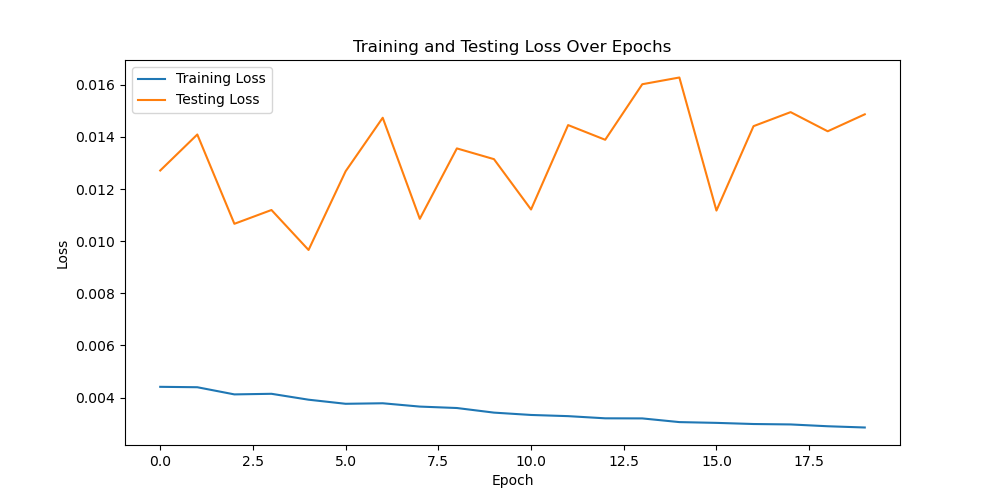 Training and Testing Loss Over Epochs
Training Loss
Testing Loss
0.016
0.014
0.012
0.010
0.008
0.006
0.004
Loss
0.0 2.5 5.0 7.5 10.0 12.5 15.0 17.5
Epoch